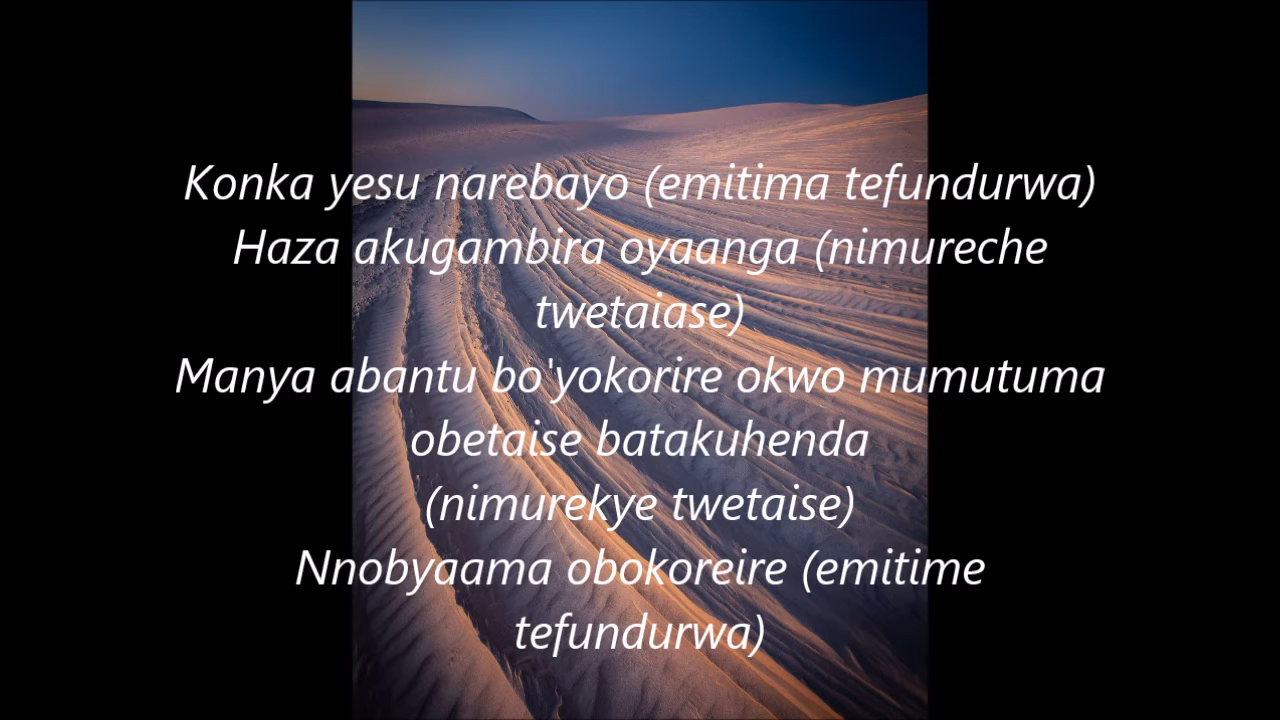 Konka yesu narebayo (emitima tefundurwa)
Haza akugambira oyaanga (nimureche
twetaiase)
Manya abantu bo'yokorire okwo mumutuma
obetaise batakuhenda
(nimurekye twetaise)
Nnobyaama obokoreire (emitime
tefundurwa)